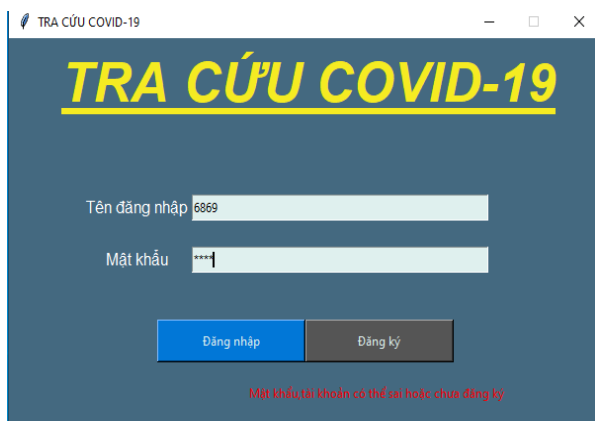 TRA CỨU COVID-19
TRA CỨU COVID-19
Tên đăng nhập 6869
Mật khẩu ****
Đăng nhập Đăng ký
Mật khẩu,tài khoản có thể sai hoặc chưa đăng ký